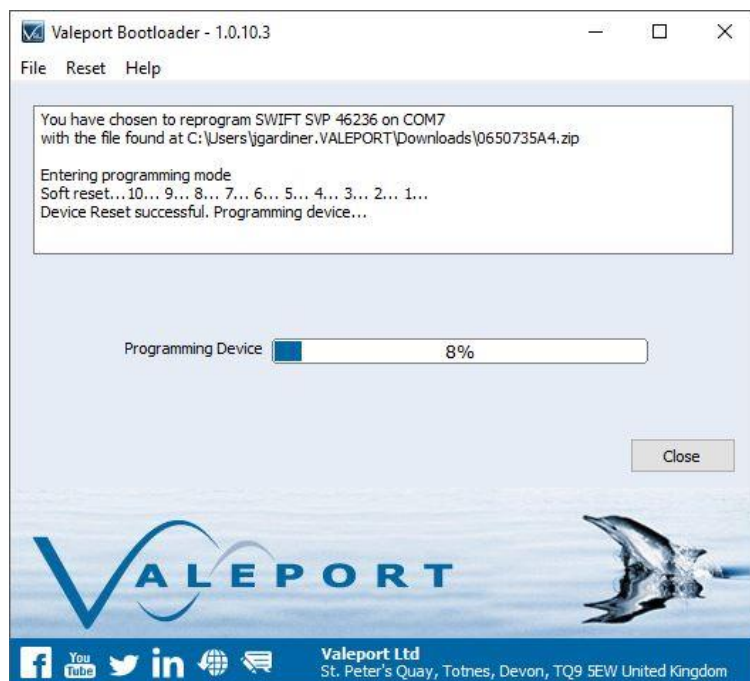 Valeport Bootloader - 1.0.10.3
File Reset Help
You have chosen to reprogram SWIFT SVP 46236 on COM7
with the file found at C:\Users\jgardiner.VALEPORT\Downloads\0650735A4.zip
Entering programming mode
Soft reset...10... 9... 8... 7... 6... 5... 4... 3... 2... 1...
Device Reset successful. Programming device...
Programming Device 8%
Close
VALEPORT
You Tube in
Valeport Ltd
St. Peter's Quay, Totnes, Devon, TQ9 5EW United Kingdom